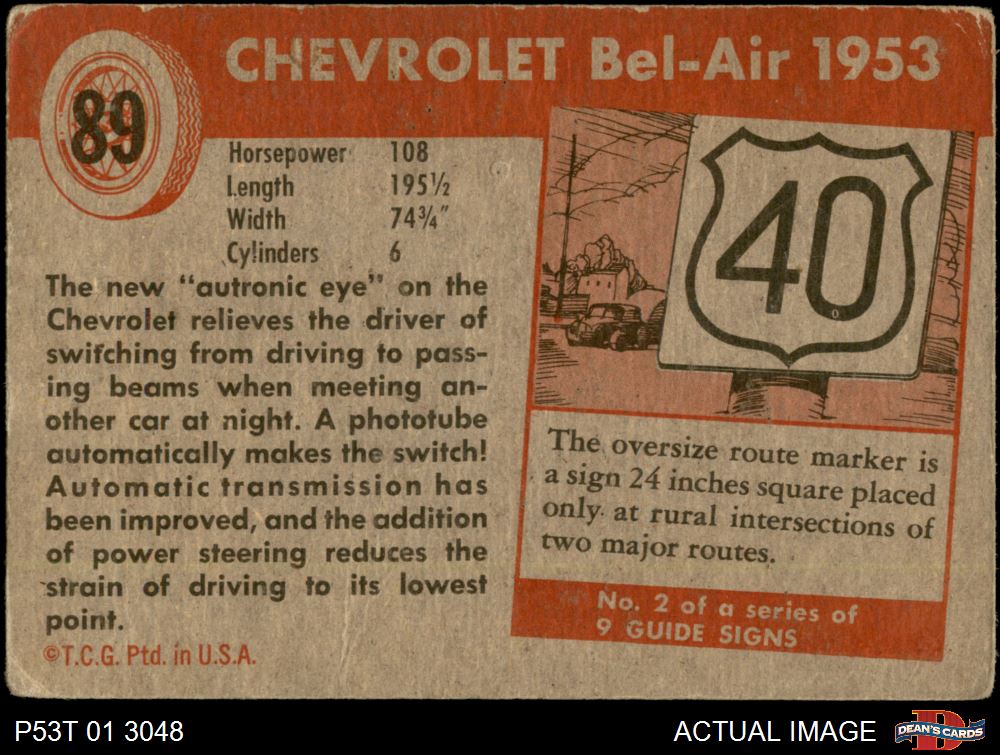 CHEVROLET Bel-Air 1953
89
Horsepower 108
Length 195½
Width 74¾"
Cylinders 6
The new "autronic eye" on the
Chevrolet relieves the driver of
switching from driving to pass-
ing beams when meeting an-
other car at night. A phototube
automatically makes the switch!
Automatic transmission has
been improved, and the addition
of power steering reduces the
strain of driving to its lowest
point.
©T.C.G. Ptd. in U.S.A.
40
The oversize route marker is
a sign 24 inches square placed
only at rural intersections of
two major routes.
No. 2 of a series of
9 GUIDE SIGNS
P53T 01 3048
ACTUAL IMAGE
DEAN'S CARDS